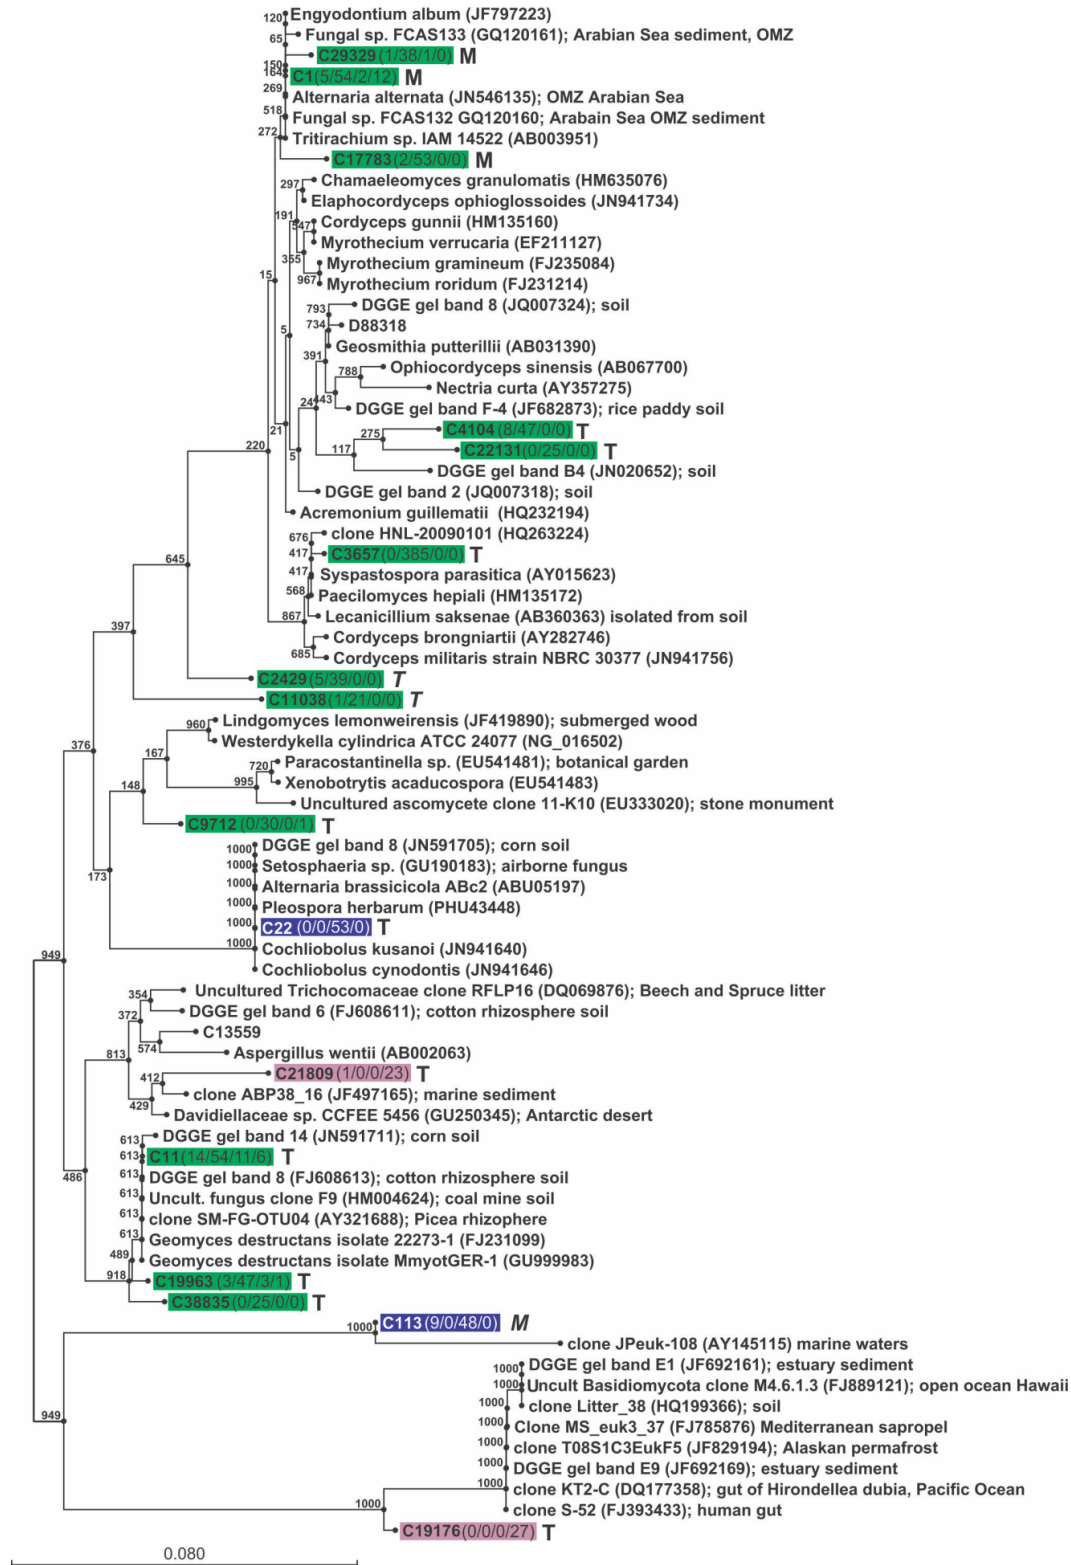 Engyodontium album (JF797223)
120
Fungal sp. FCAS133 (GQ120161); Arabian Sea sediment, OMZ
65
C29329(1/38/1/0) M
150
164
C1(5/54/2/12) M
269
Alternaria alternata (JN546135); OMZ Arabian Sea
518
Fungal sp. FCAS132 GQ120160; Arabain Sea OMZ sediment
272
Tritirachium sp. IAM 14522 (AB003951)
C17783(2/53/0/0) M
297
Chamaeleomyces granulomatis (HM635076)
Elaphocordyceps ophioglossoides (JN941734)
191
547
Cordyceps gunnii (HM135160)
Myrothecium verrucaria (EF211127)
355
Myrothecium gramineum (FJ235084)
15
967
Myrothecium roridum (FJ231214)
793
DGGE gel band 8 (JQ007324); soil
734
D88318
5
Geosmithia putterillii (AB031390)
391
788
Ophiocordyceps sinensis (AB067700)
Nectria curta (AY357275)
24
443
DGGE gel band F-4 (JF682873); rice paddy soil
21
275
C4104(8/47/0/0) T
220
5
117
C22131(0/25/0/0) T
DGGE gel band B4 (JN020652); soil
DGGE gel band 2 (JQ007318); soil
Acremonium guillematii (HQ232194)
676
clone HNL-20090101 (HQ263224)
417
C3657(0/385/0/0) T
645
417
Syspastospora parasitica (AY015623)
568
Paecilomyces hepiali (HM135172)
867
Lecanicillium saksenae (AB360363) isolated from soil
397
Cordyceps brongniartii (AY282746)
685
Cordyceps militaris strain NBRC 30377 (JN941756)
C2429(5/39/0/0) T
C11038(1/21/0/0) T
960
Lindgomyces lemonweirensis (JF419890); submerged wood
376
Westerdykella cylindrica ATCC 24077 (NG_016502)
167
720
Paracostantinella sp. (EU541481); botanical garden
148
995
Xenobotrytis acaducospora (EU541483)
Uncultured ascomycete clone 11-K10 (EU333020); stone monument
C9712(0/30/0/1) T
1000
DGGE gel band 8 (JN591705); corn soil
173
1000
Setosphaeria sp. (GU190183); airborne fungus
1000
Alternaria brassicicola ABc2 (ABU05197)
1000
Pleospora herbarum (PHU43448)
1000
C22 (0/0/53/0) T
949
1000
Cochliobolus kusanoi (JN941640)
Cochliobolus cynodontis (JN941646)
354
Uncultured Trichocomaceae clone RFLP16 (DQ069876); Beech and Spruce litter
372
DGGE gel band 6 (FJ608611); cotton rhizosphere soil
C13559
574
Aspergillus wentii (AB002063)
813
412
C21809(1/0/0/23) T
clone ABP38_16 (JF497165); marine sediment
429
Davidiellaceae sp. CCFEE 5456 (GU250345); Antarctic desert
613
DGGE gel band 14 (JN591711); corn soil
613
C11(14/54/11/6) T
486
613
DGGE gel band 8 (FJ608613); cotton rhizosphere soil
613
Uncult. fungus clone F9 (HM004624); coal mine soil
clone SM-FG-OTU04 (AY321688); Picea rhizophere
613
Geomyces destructans isolate 22273-1 (FJ231099)
489
Geomyces destructans isolate MmyotGER-1 (GU999983)
918
C19963(3/47/3/1) T
C38835(0/25/0/0) T
1000
C113(9/0/48/0) M
clone JPeuk-108 (AY145115) marine waters
1000
DGGE gel band E1 (JF692161); estuary sediment
1000
Uncult Basidiomycota clone M4.6.1.3 (FJ889121); open ocean Hawaii
clone Litter_38 (HQ199366); soil
949
1000
Clone MS_euk3_37 (FJ785876) Mediterranean sapropel
1000
clone T08S1C3EukF5 (JF829194); Alaskan permafrost
1000
DGGE gel band E9 (JF692169); estuary sediment
1000
clone KT2-C (DQ177358); gut of Hirondellea dubia, Pacific Ocean
1000
clone S-52 (FJ393433); human gut
C19176(0/0/0/27) T
0.080